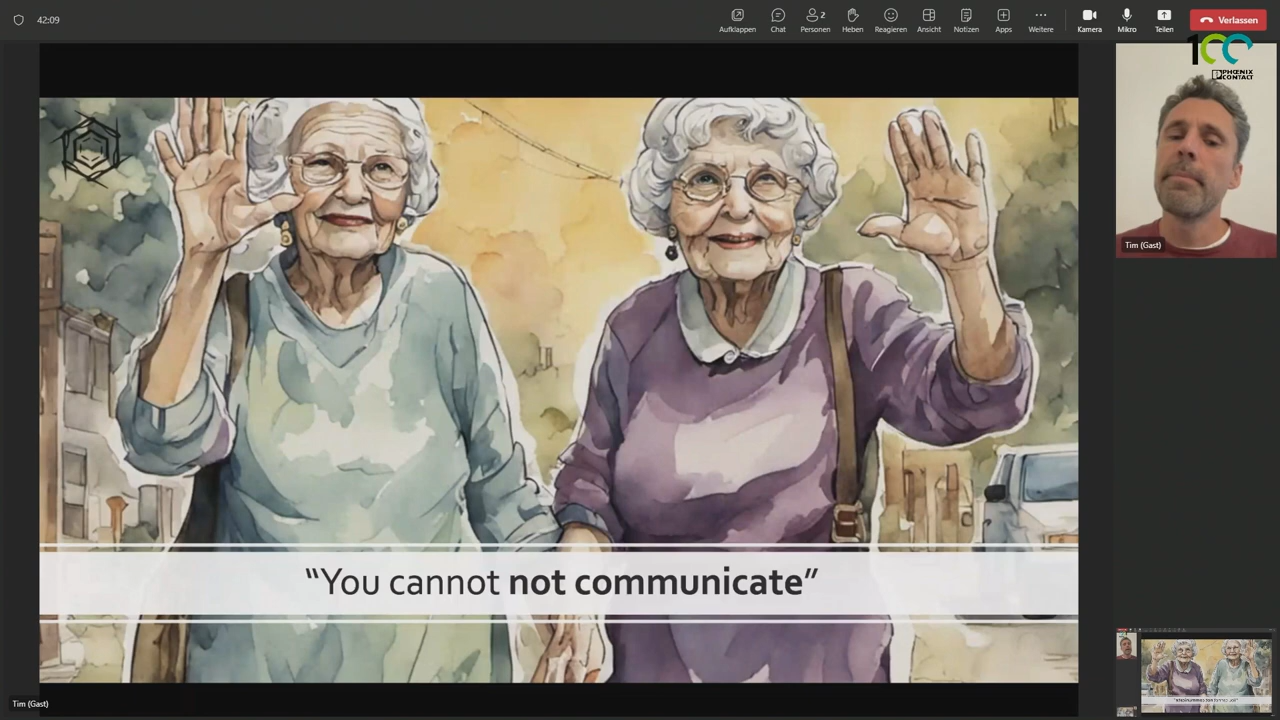 42:09
Aufklappen
Chat
2
Personen
Heben
Reagieren
Ansicht
Notizen
Apps
Weitere
Kamera
Mikro
Teilen
Verlassen
100
PHŒNIX
CONTACT
Tim (Gast)
“You cannot not communicate”
Tim (Gast)